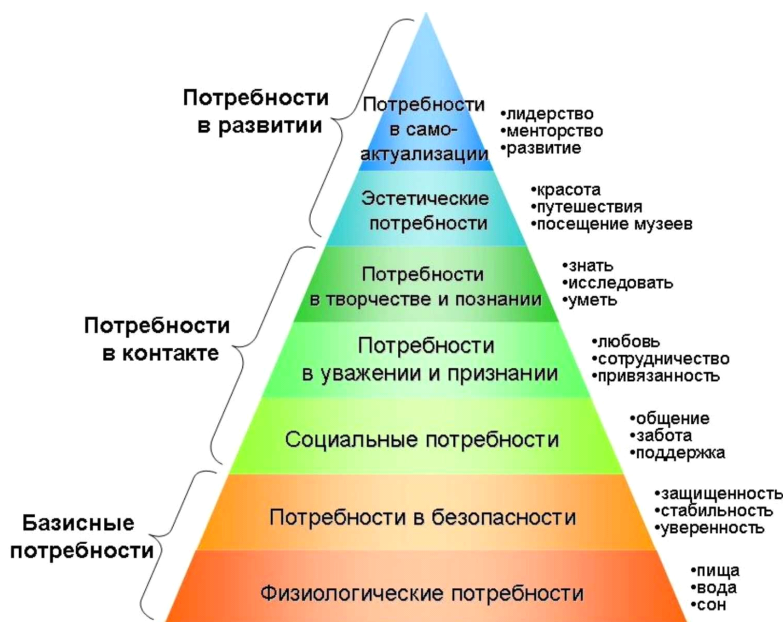 Потребности
в развитии
Потребности
в само-
актуализации
•лидерство
•менторство
•развитие
Эстетические
потребности
•красота
•путешествия
•посещение музеев
Потребности
в контакте
Потребности
в творчестве и познании
•знать
•исследовать
•уметь
Потребности
в уважении и признании
•любовь
•сотрудничество
•привязанность
Социальные потребности
•общение
•забота
•поддержка
Базисные
потребности
Потребности в безопасности
•защищенность
•стабильность
•уверенность
Физиологические потребности
•пища
•вода
•сон